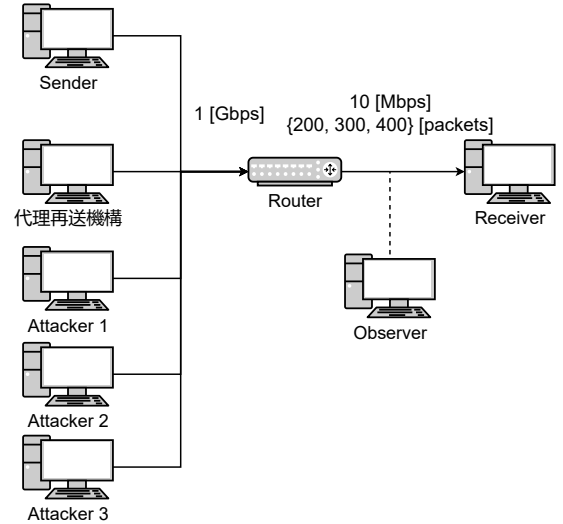 Sender
1 [Gbps]
10 [Mbps]
{200, 300, 400} [packets]
代理再送機構
Router
Receiver
Attacker 1
Observer
Attacker 2
Attacker 3